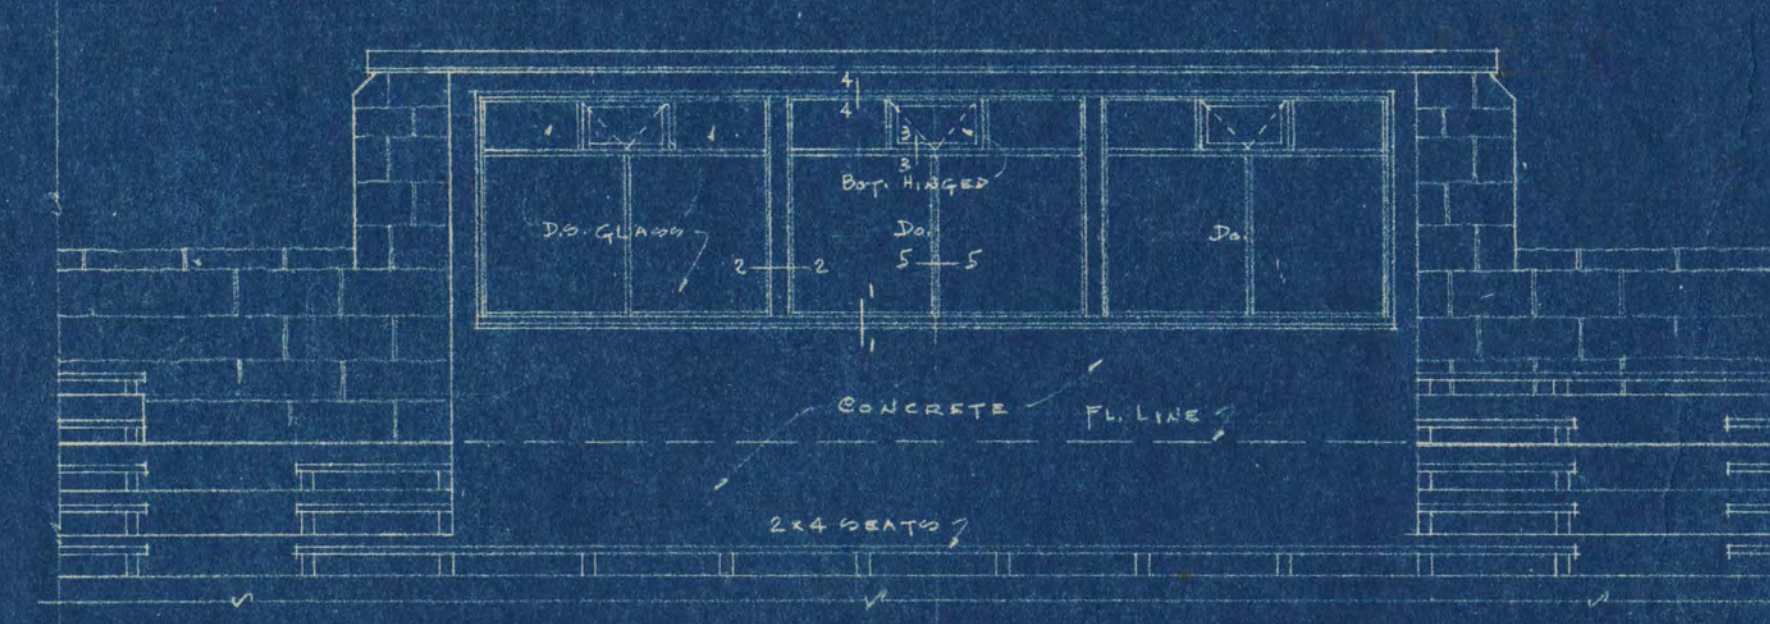 4
4
3
3
BOT. HINGED
D.S. GLASS
Do.
Do.
2 2
5 5
1
1
CONCRETE
FL. LINE
2x4 SEATS